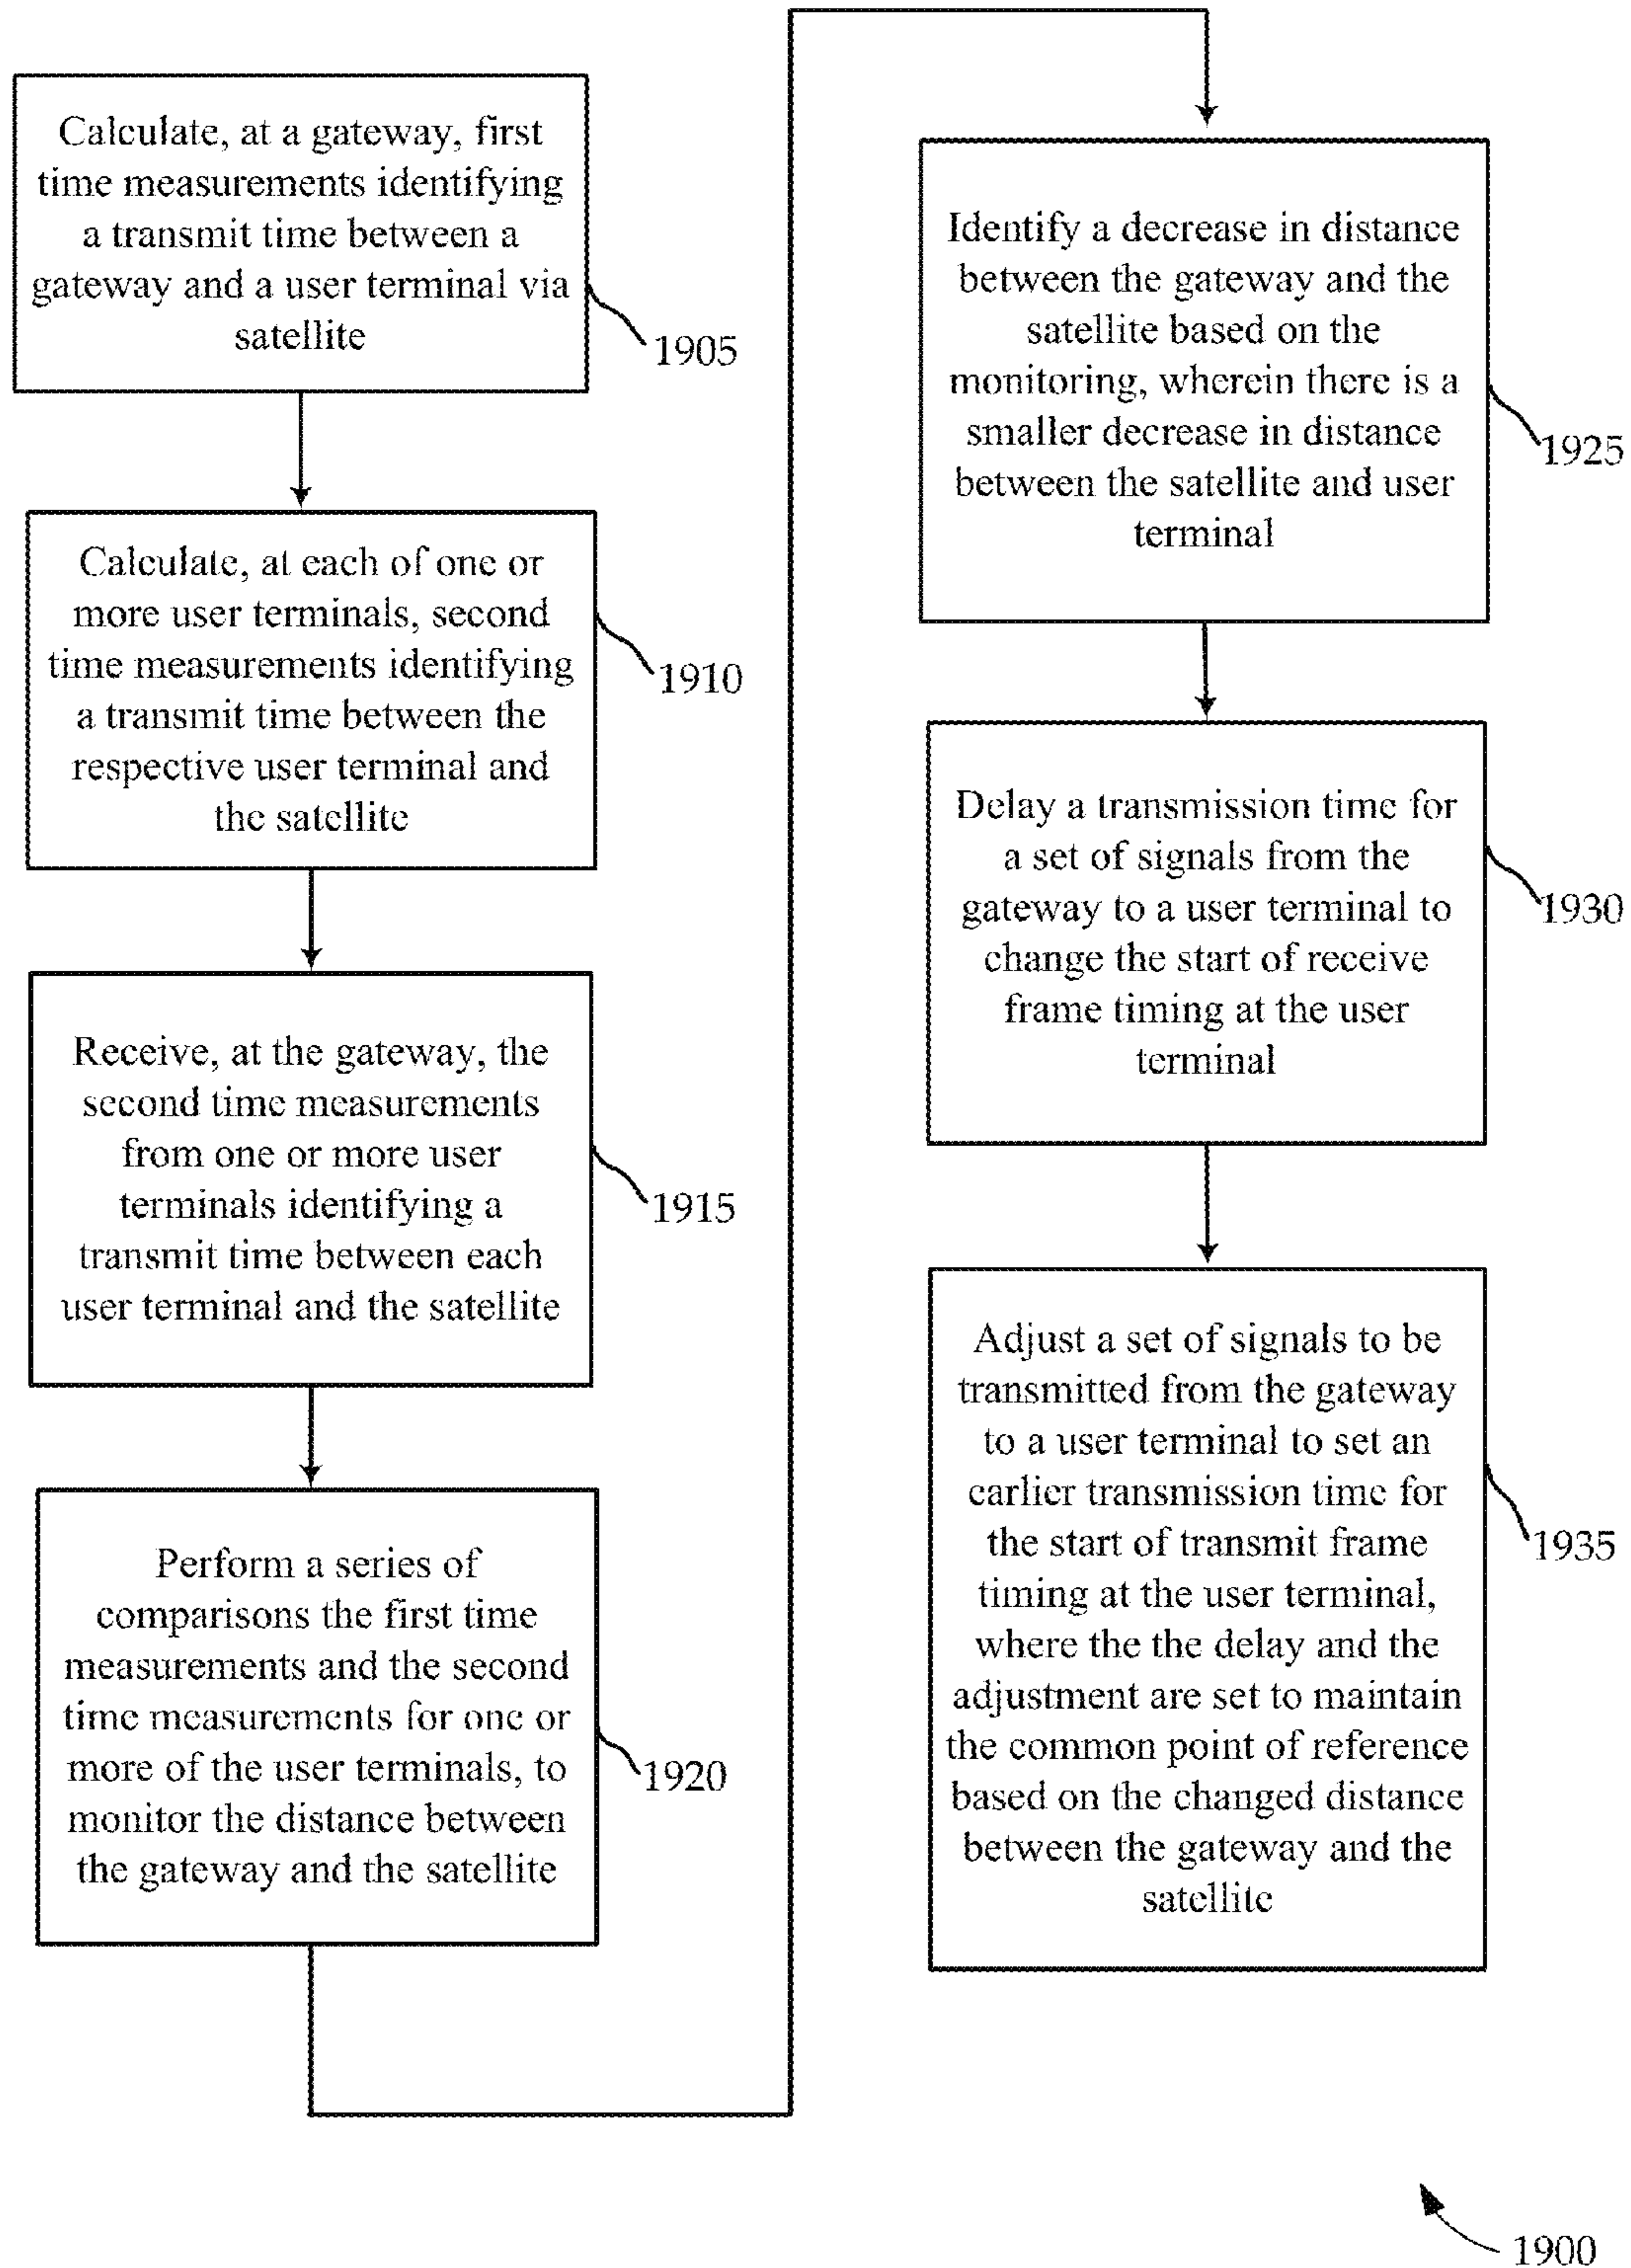 Calculate, at a gateway, first
time measurements identifying
a transmit time between a
gateway and a user terminal via
satellite
1905
Calculate, at each of one or
more user terminals, second
time measurements identifying
a transmit time between the
respective user terminal and
the satellite
1910
Receive, at the gateway, the
second time measurements
from one or more user
terminals identifying a
transmit time between each
user terminal and the satellite
1915
Perform a series of
comparisons the first time
measurements and the second
time measurements for one or
more of the user terminals, to
monitor the distance between
the gateway and the satellite
1920
Identify a decrease in distance
between the gateway and the
satellite based on the
monitoring, wherein there is a
smaller decrease in distance
between the satellite and user
terminal
1925
Delay a transmission time for
a set of signals from the
gateway to a user terminal to
change the start of receive
frame timing at the user
terminal
1930
Adjust a set of signals to be
transmitted from the gateway
to a user terminal to set an
earlier transmission time for
the start of transmit frame
timing at the user terminal,
where the the delay and the
adjustment are set to maintain
the common point of reference
based on the changed distance
between the gateway and the
satellite
1935
1900